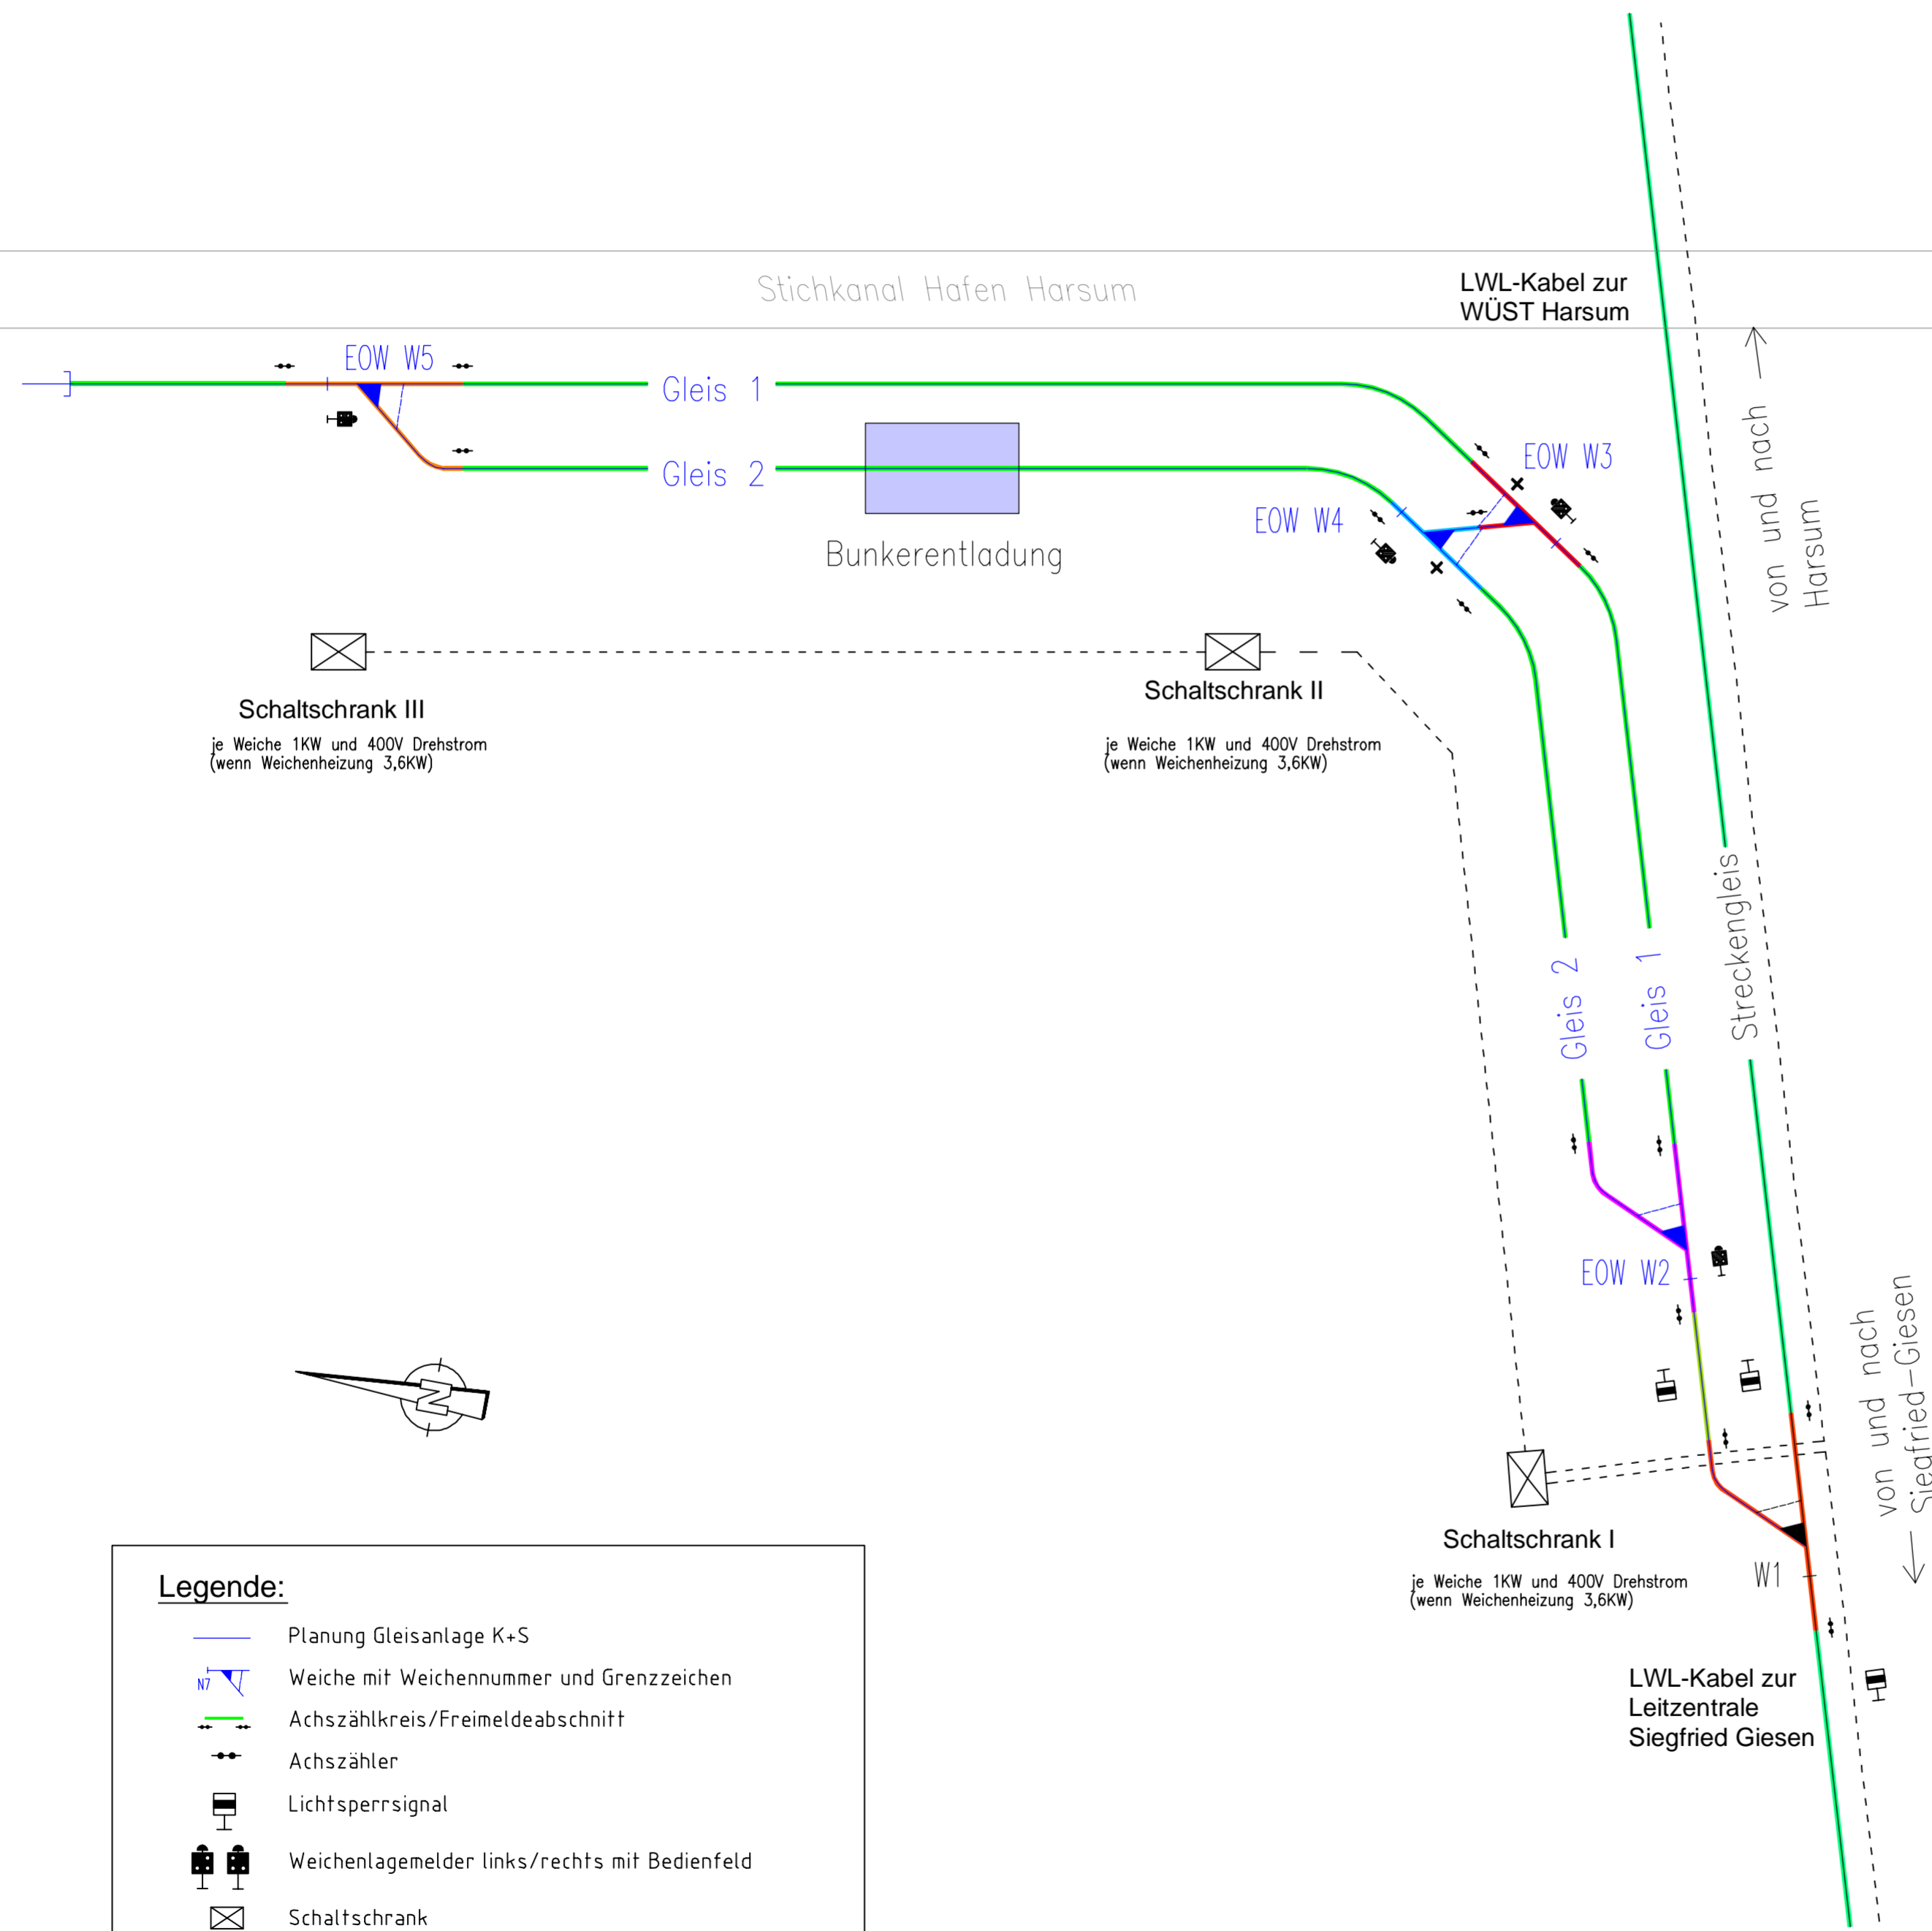 Stichkanal Hafen Harsum
LWL-Kabel zur
WÜST Harsum
EOW W5
Gleis 1
Gleis 2
Bunkerentladung
EOW W3
EOW W4
von und nach
Harsum
Schaltschrank III
je Weiche 1KW und 400V Drehstrom
(wenn Weichenheizung 3,6KW)
Schaltschrank II
je Weiche 1KW und 400V Drehstrom
(wenn Weichenheizung 3,6KW)
Gleis 2
Gleis 1
Streckengleis
EOW W2
von und nach
Siegfried-Giesen
N
Schaltschrank I
je Weiche 1KW und 400V Drehstrom
(wenn Weichenheizung 3,6KW)
W1
LWL-Kabel zur
Leitzentrale
Siegfried Giesen
Legende:
Planung Gleisanlage K+S
N7
Weiche mit Weichennummer und Grenzzeichen
Achszählkreis/Freimeldeabschnitt
Achszähler
Lichtsperrsignal
Weichenlagemelder links/rechts mit Bedienfeld
Schaltschrank